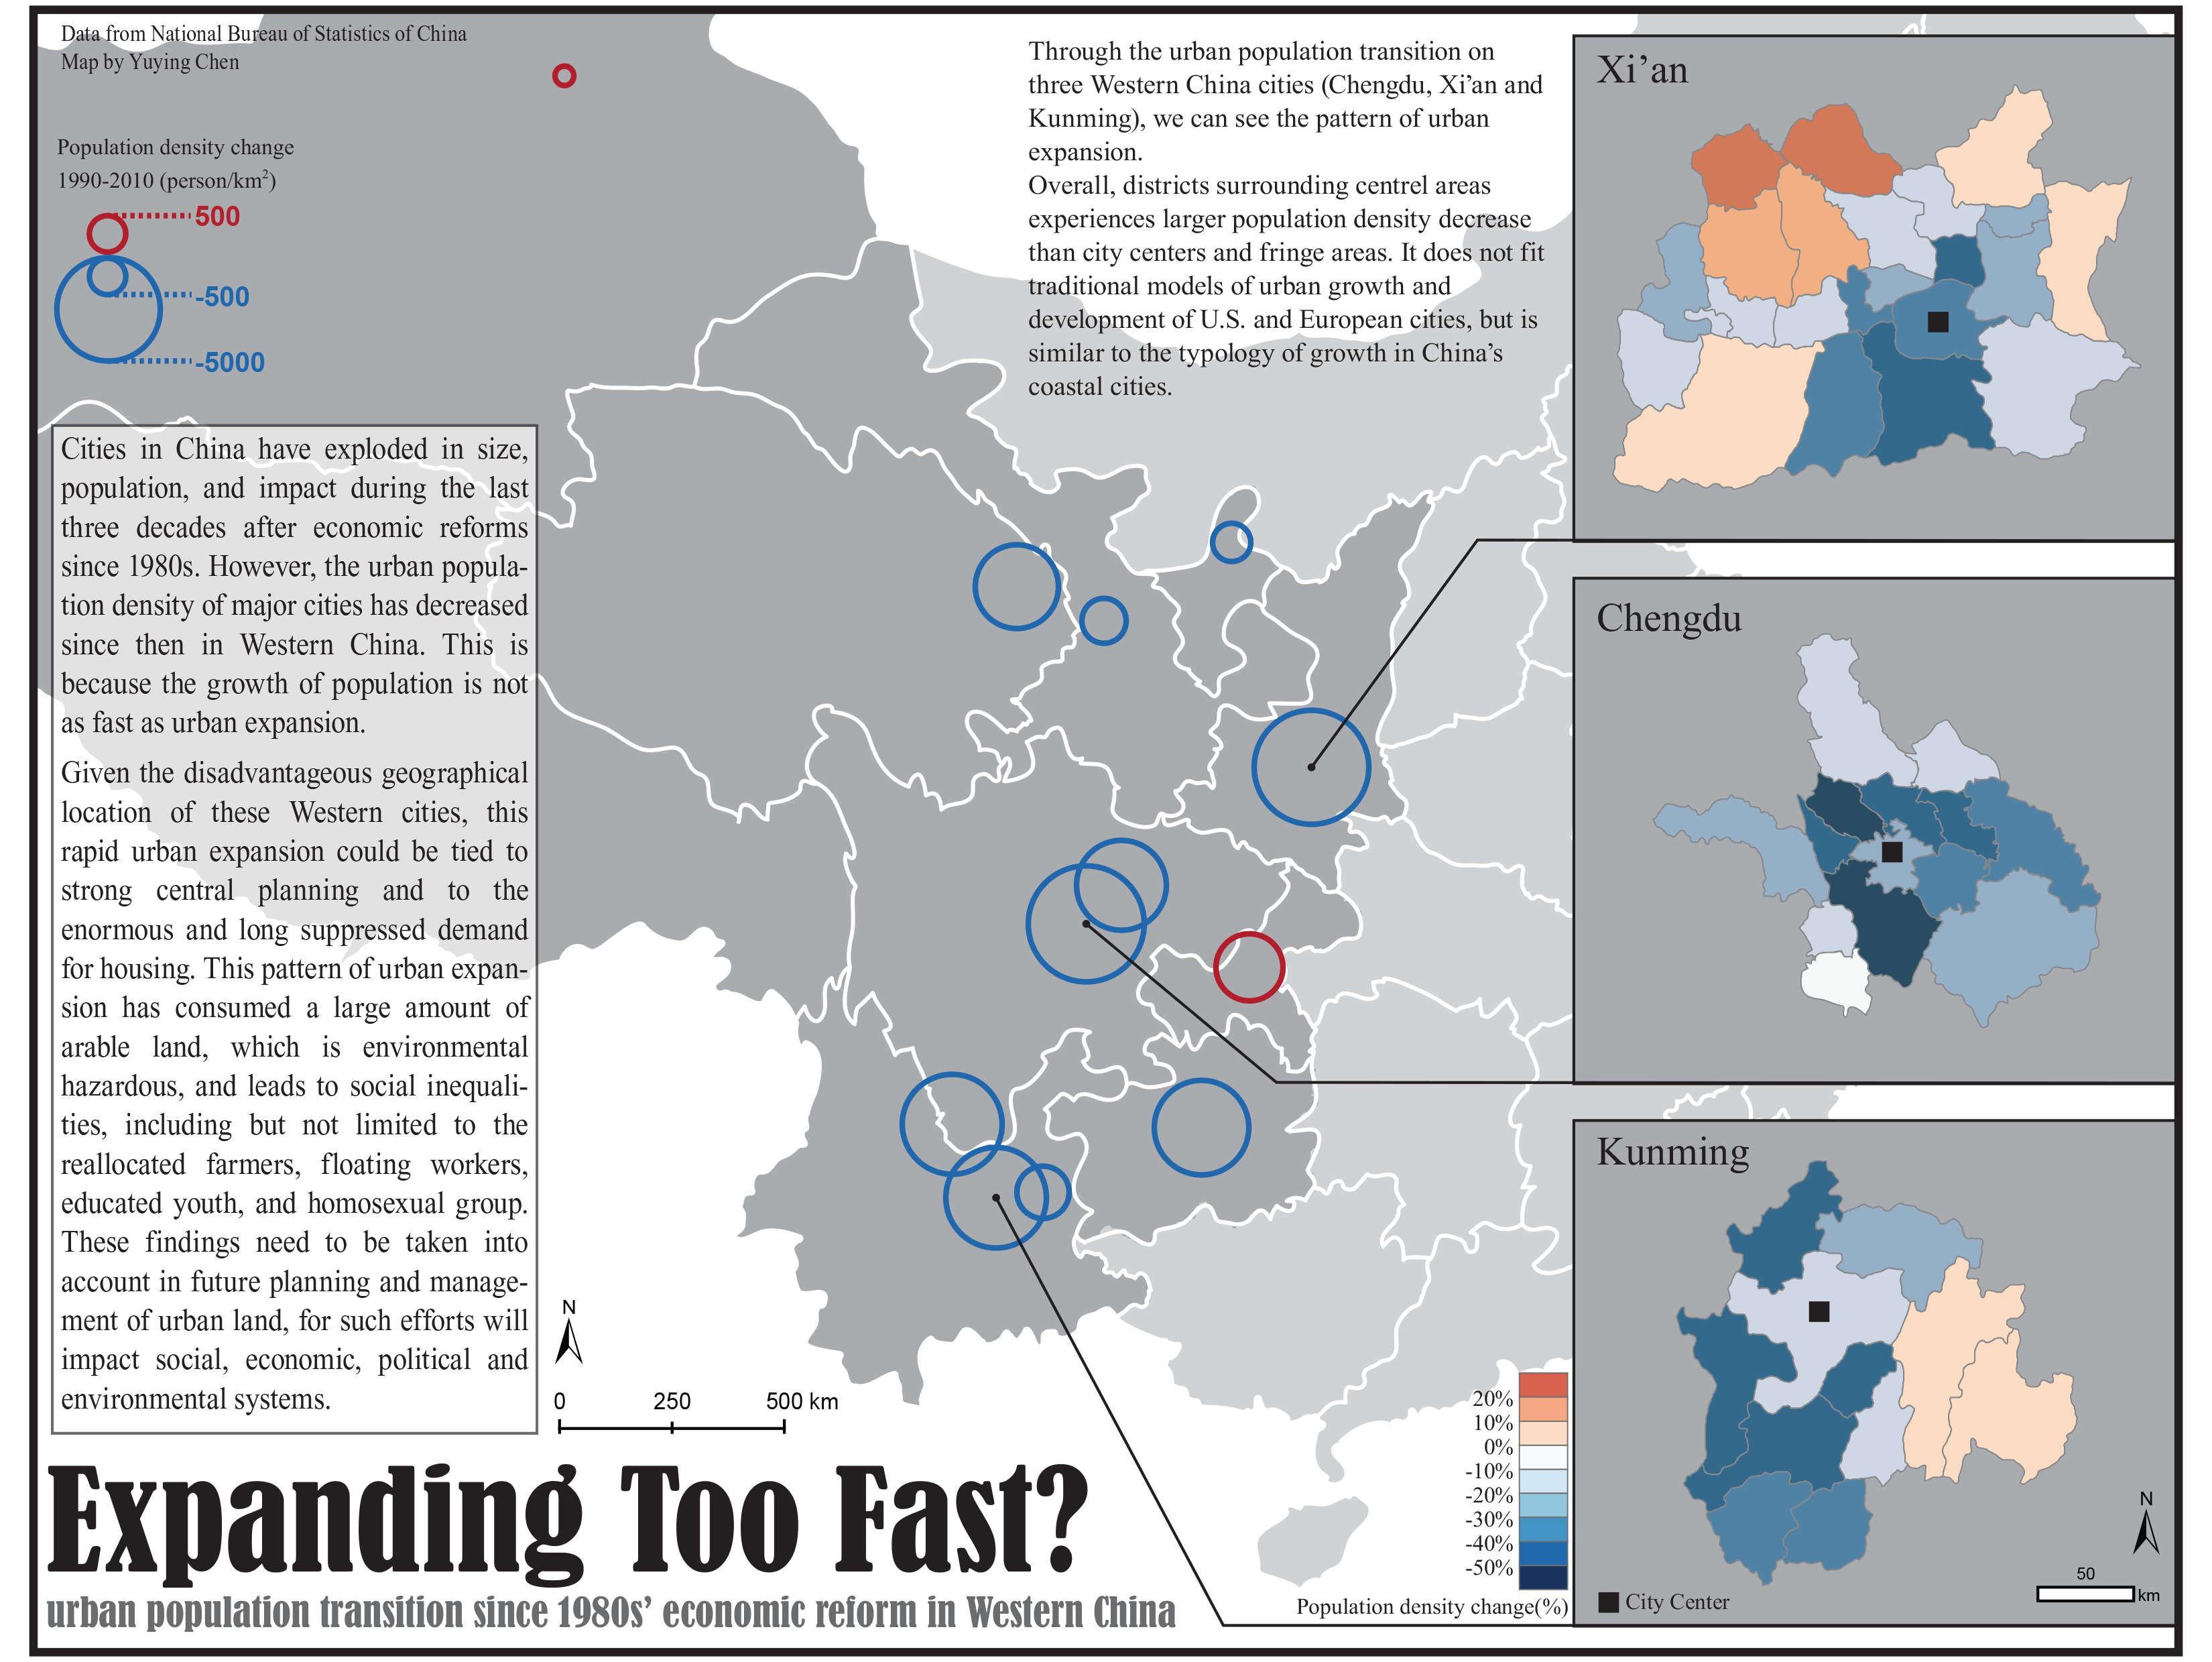 Data from National Bureau of Statistics of China
Map by Yuying Chen
Population density change
1990-2010 (person/km²)
500
-500
-5000
Cities in China have exploded in size,
population, and impact during the last
three decades after economic reforms
since 1980s. However, the urban popula-
tion density of major cities has decreased
since then in Western China. This is
because the growth of population is not
as fast as urban expansion.
Given the disadvantageous geographical
location of these Western cities, this
rapid urban expansion could be tied to
strong central planning and to the
enormous and long suppressed demand
for housing. This pattern of urban expan-
sion has consumed a large amount of
arable land, which is environmental
hazardous, and leads to social inequali-
ties, including but not limited to the
reallocated farmers, floating workers,
educated youth, and homosexual group.
These findings need to be taken into
account in future planning and manage-
ment of urban land, for such efforts will
impact social, economic, political and
environmental systems.
Through the urban population transition on
three Western China cities (Chengdu, Xi’an and
Kunming), we can see the pattern of urban
expansion.
Overall, districts surrounding centrel areas
experiences larger population density decrease
than city centers and fringe areas. It does not fit
traditional models of urban growth and
development of U.S. and European cities, but is
similar to the typology of growth in China’s
coastal cities.
Xi’an
Chengdu
Kunming
N
50
km
City Center
N
0 250 500 km
20%
10%
0%
-10%
-20%
-30%
-40%
-50%
Population density change(%)
Expanding Too Fast?
urban population transition since 1980s’ economic reform in Western China